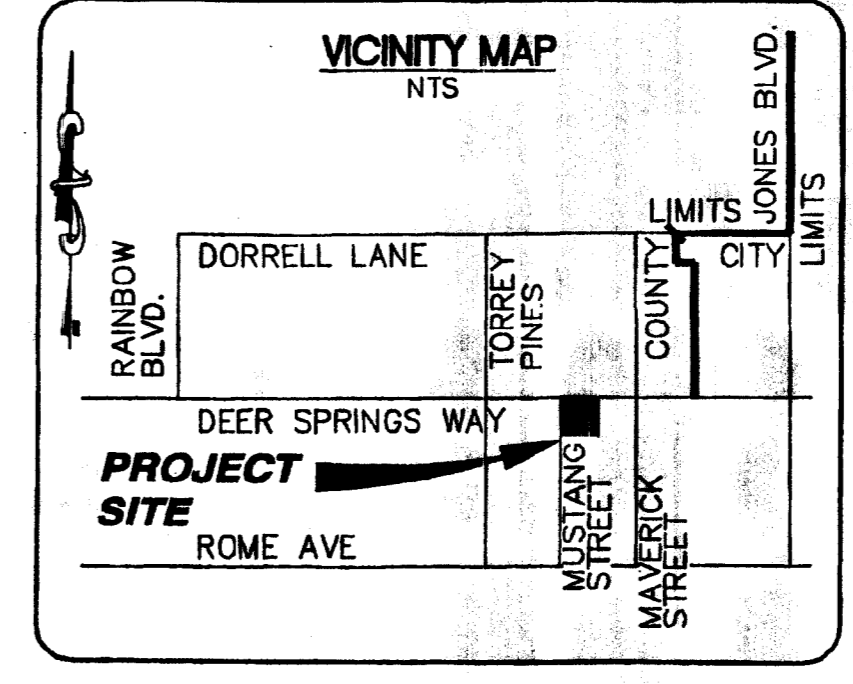 VICINITY MAP
NTS
JONES BLVD.
LIMITS
CITY
LIMITS
DORRELL LANE
RAINBOW
BLVD.
TORREY
PINES
COUNTY
DEER SPRINGS WAY
PROJECT
SITE
MUSTANG
STREET
MAVERICK
STREET
ROME AVE